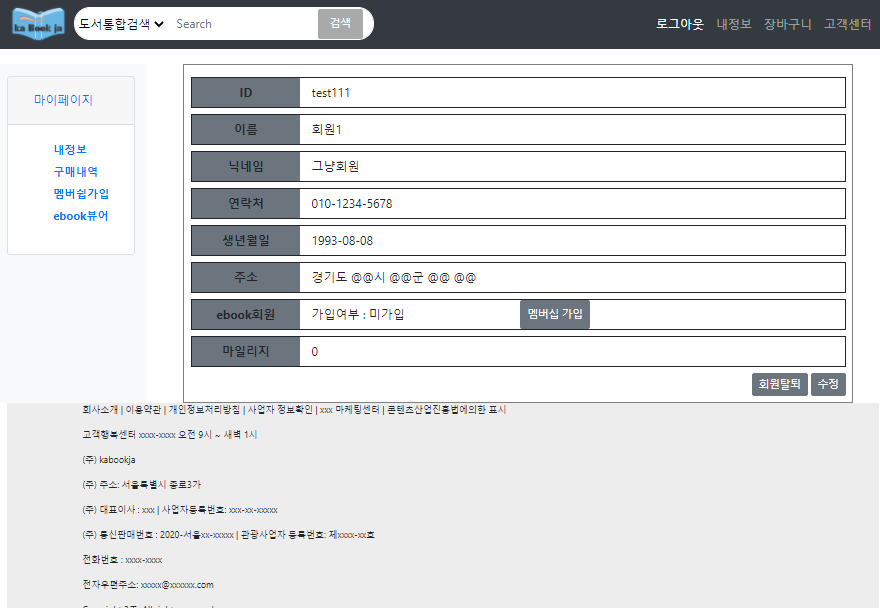 ka Book ja
도서통합검색 Search 검색 로그아웃 내정보 장바구니 고객센터
마이페이지
내정보
구매내역
멤버쉽가입
ebook뷰어
ID test111
이름 회원1
닉네임 그냥회원
연락처 010-1234-5678
생년월일 1993-08-08
주소 경기도 @@시 @@군 @@ @@
ebook회원 가입여부 : 미가입 멤버십 가입
마일리지 0
회원탈퇴 수정
회사소개 | 이용약관 | 개인정보처리방침 | 사업자 정보확인 | xxx 마케팅센터 | 콘텐츠산업진흥법에의한 표시
고객행복센터 xxxx-xxxx 오전 9시 ~ 새벽 1시
(주) kabookja
(주) 주소: 서울특별시 종로3가
(주) 대표이사 : xxx | 사업자등록번호: xxx-xx-xxxxx
(주) 통신판매번호 : 2020-서울xx-xxxxx | 관광사업자 등록번호: 제xxxx-xx호
전화번호 : xxxx-xxxx
전자우편주소: xxxxx@xxxxxx.com